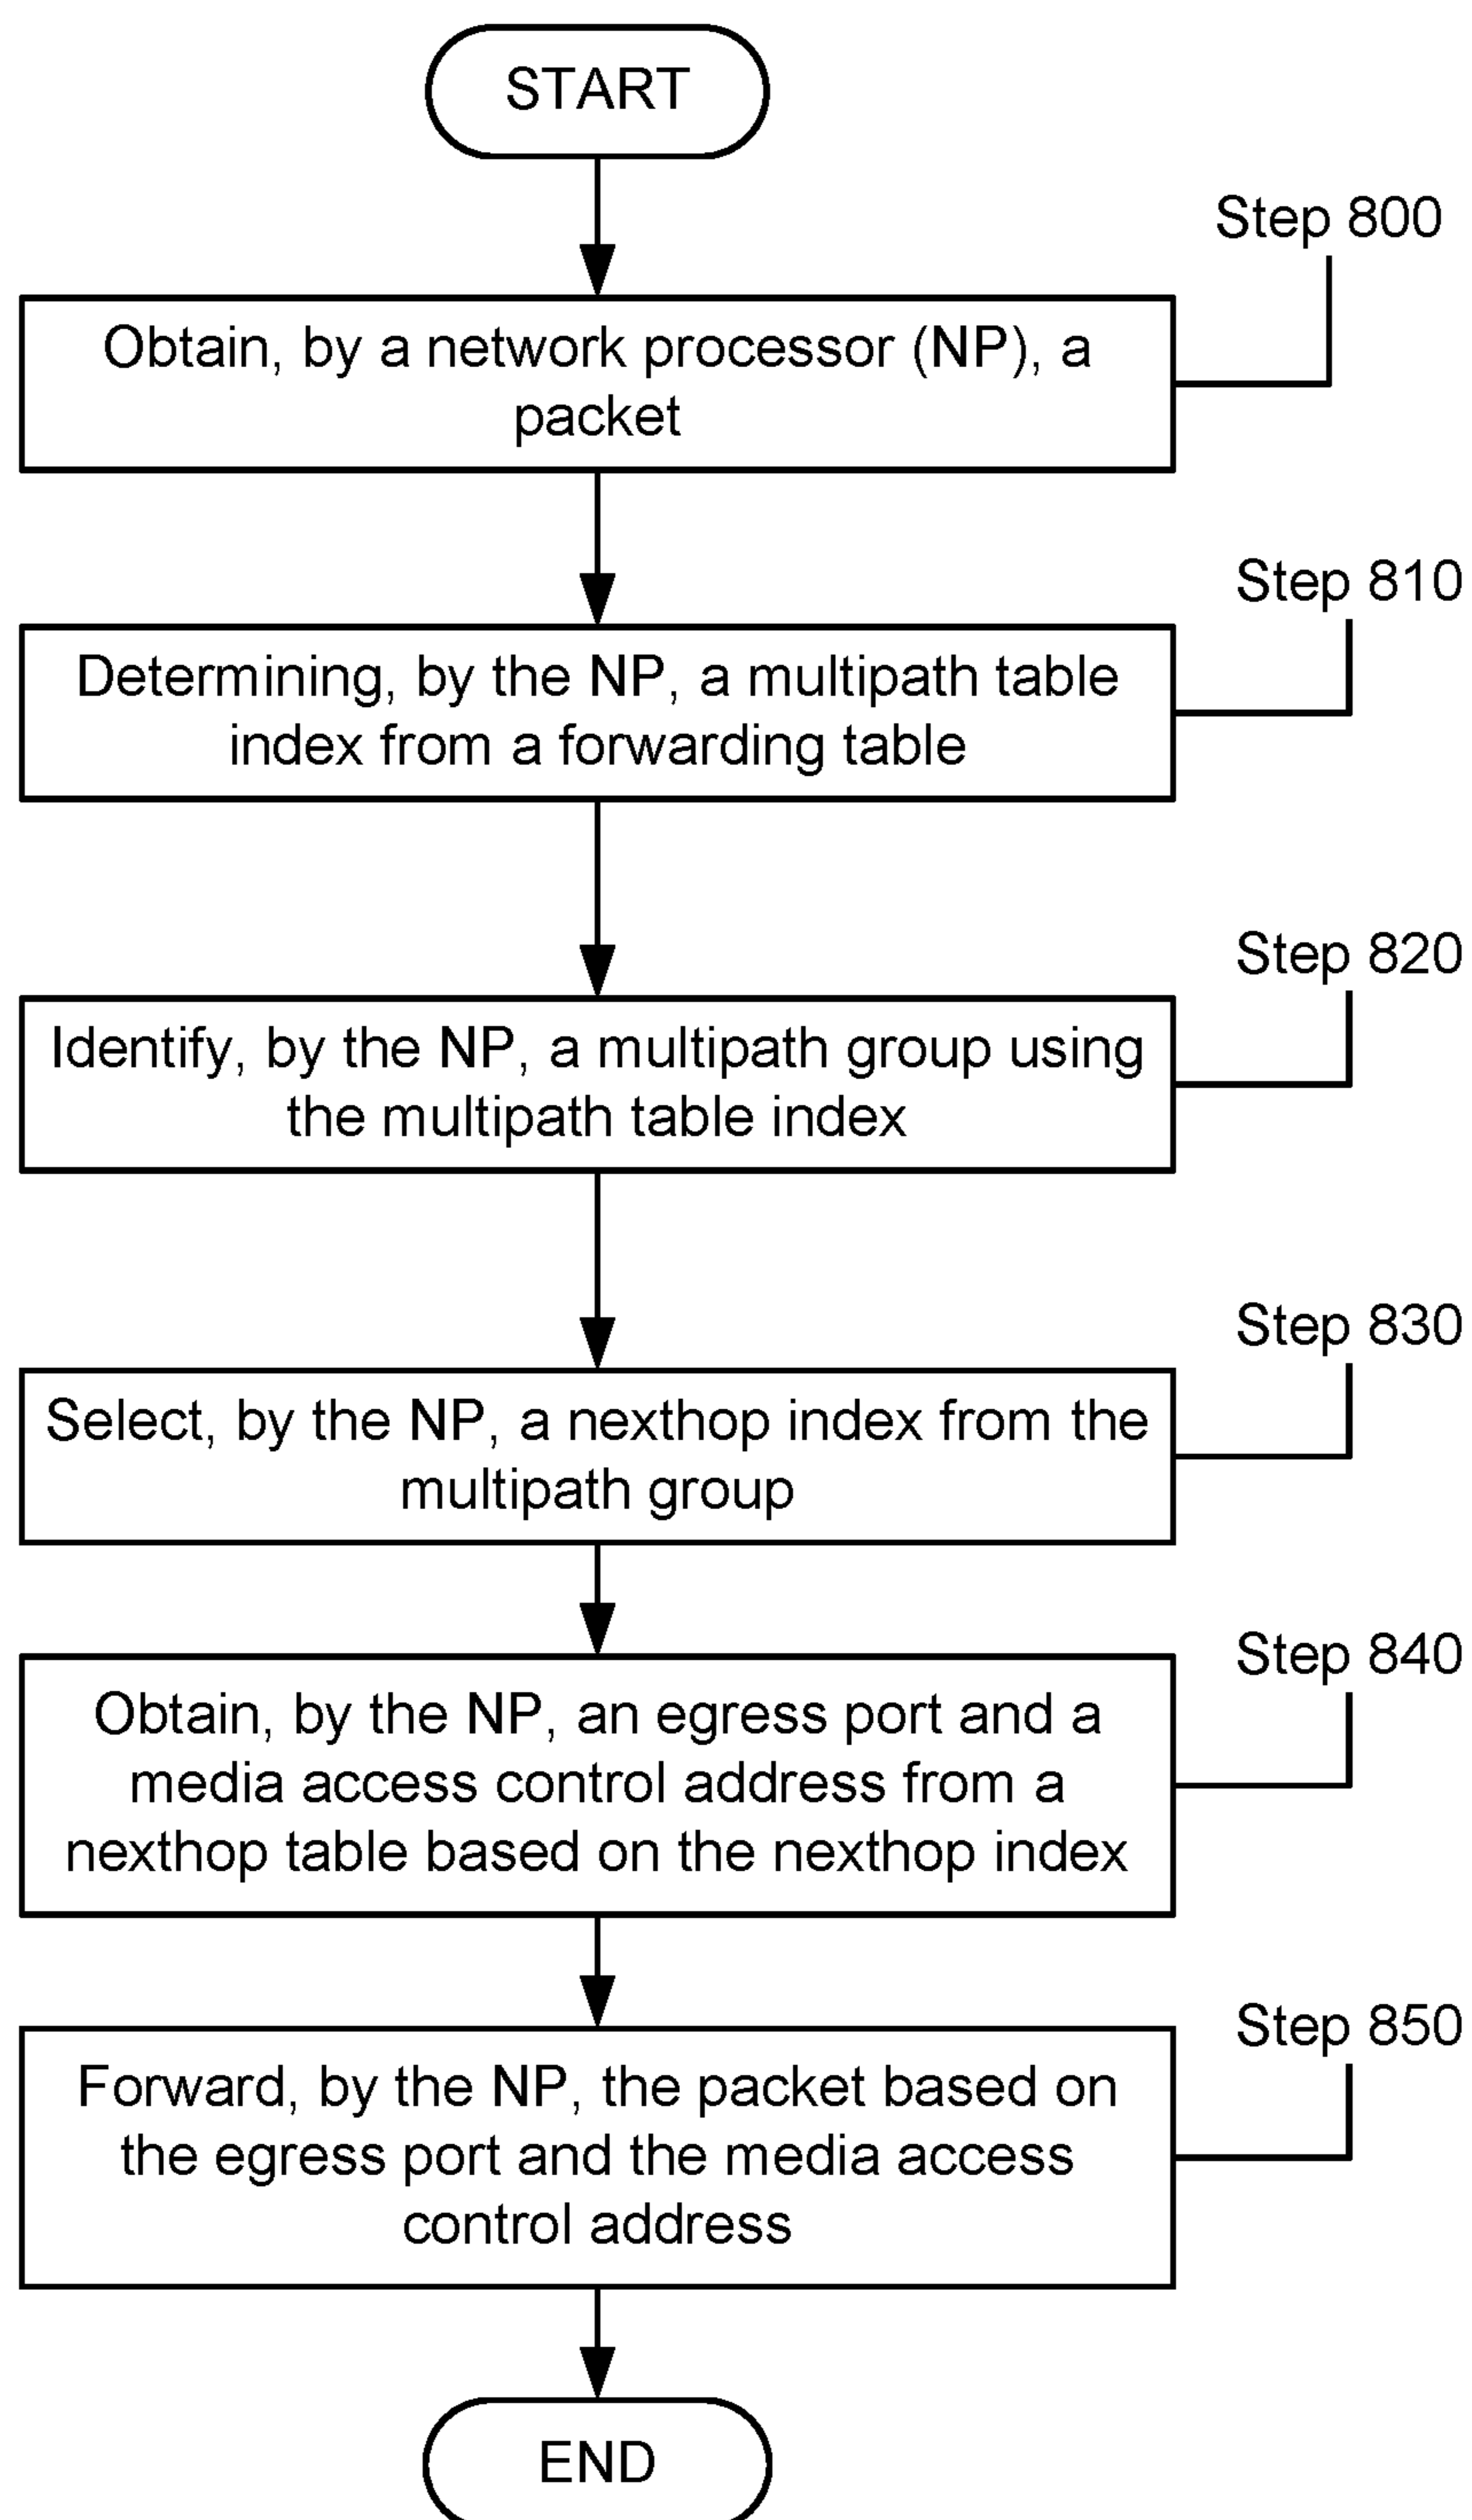 START
Step 800
Obtain, by a network processor (NP), a
packet
Step 810
Determining, by the NP, a multipath table
index from a forwarding table
Step 820
Identify, by the NP, a multipath group using
the multipath table index
Step 830
Select, by the NP, a nexthop index from the
multipath group
Step 840
Obtain, by the NP, an egress port and a
media access control address from a
nexthop table based on the nexthop index
Step 850
Forward, by the NP, the packet based on
the egress port and the media access
control address
END